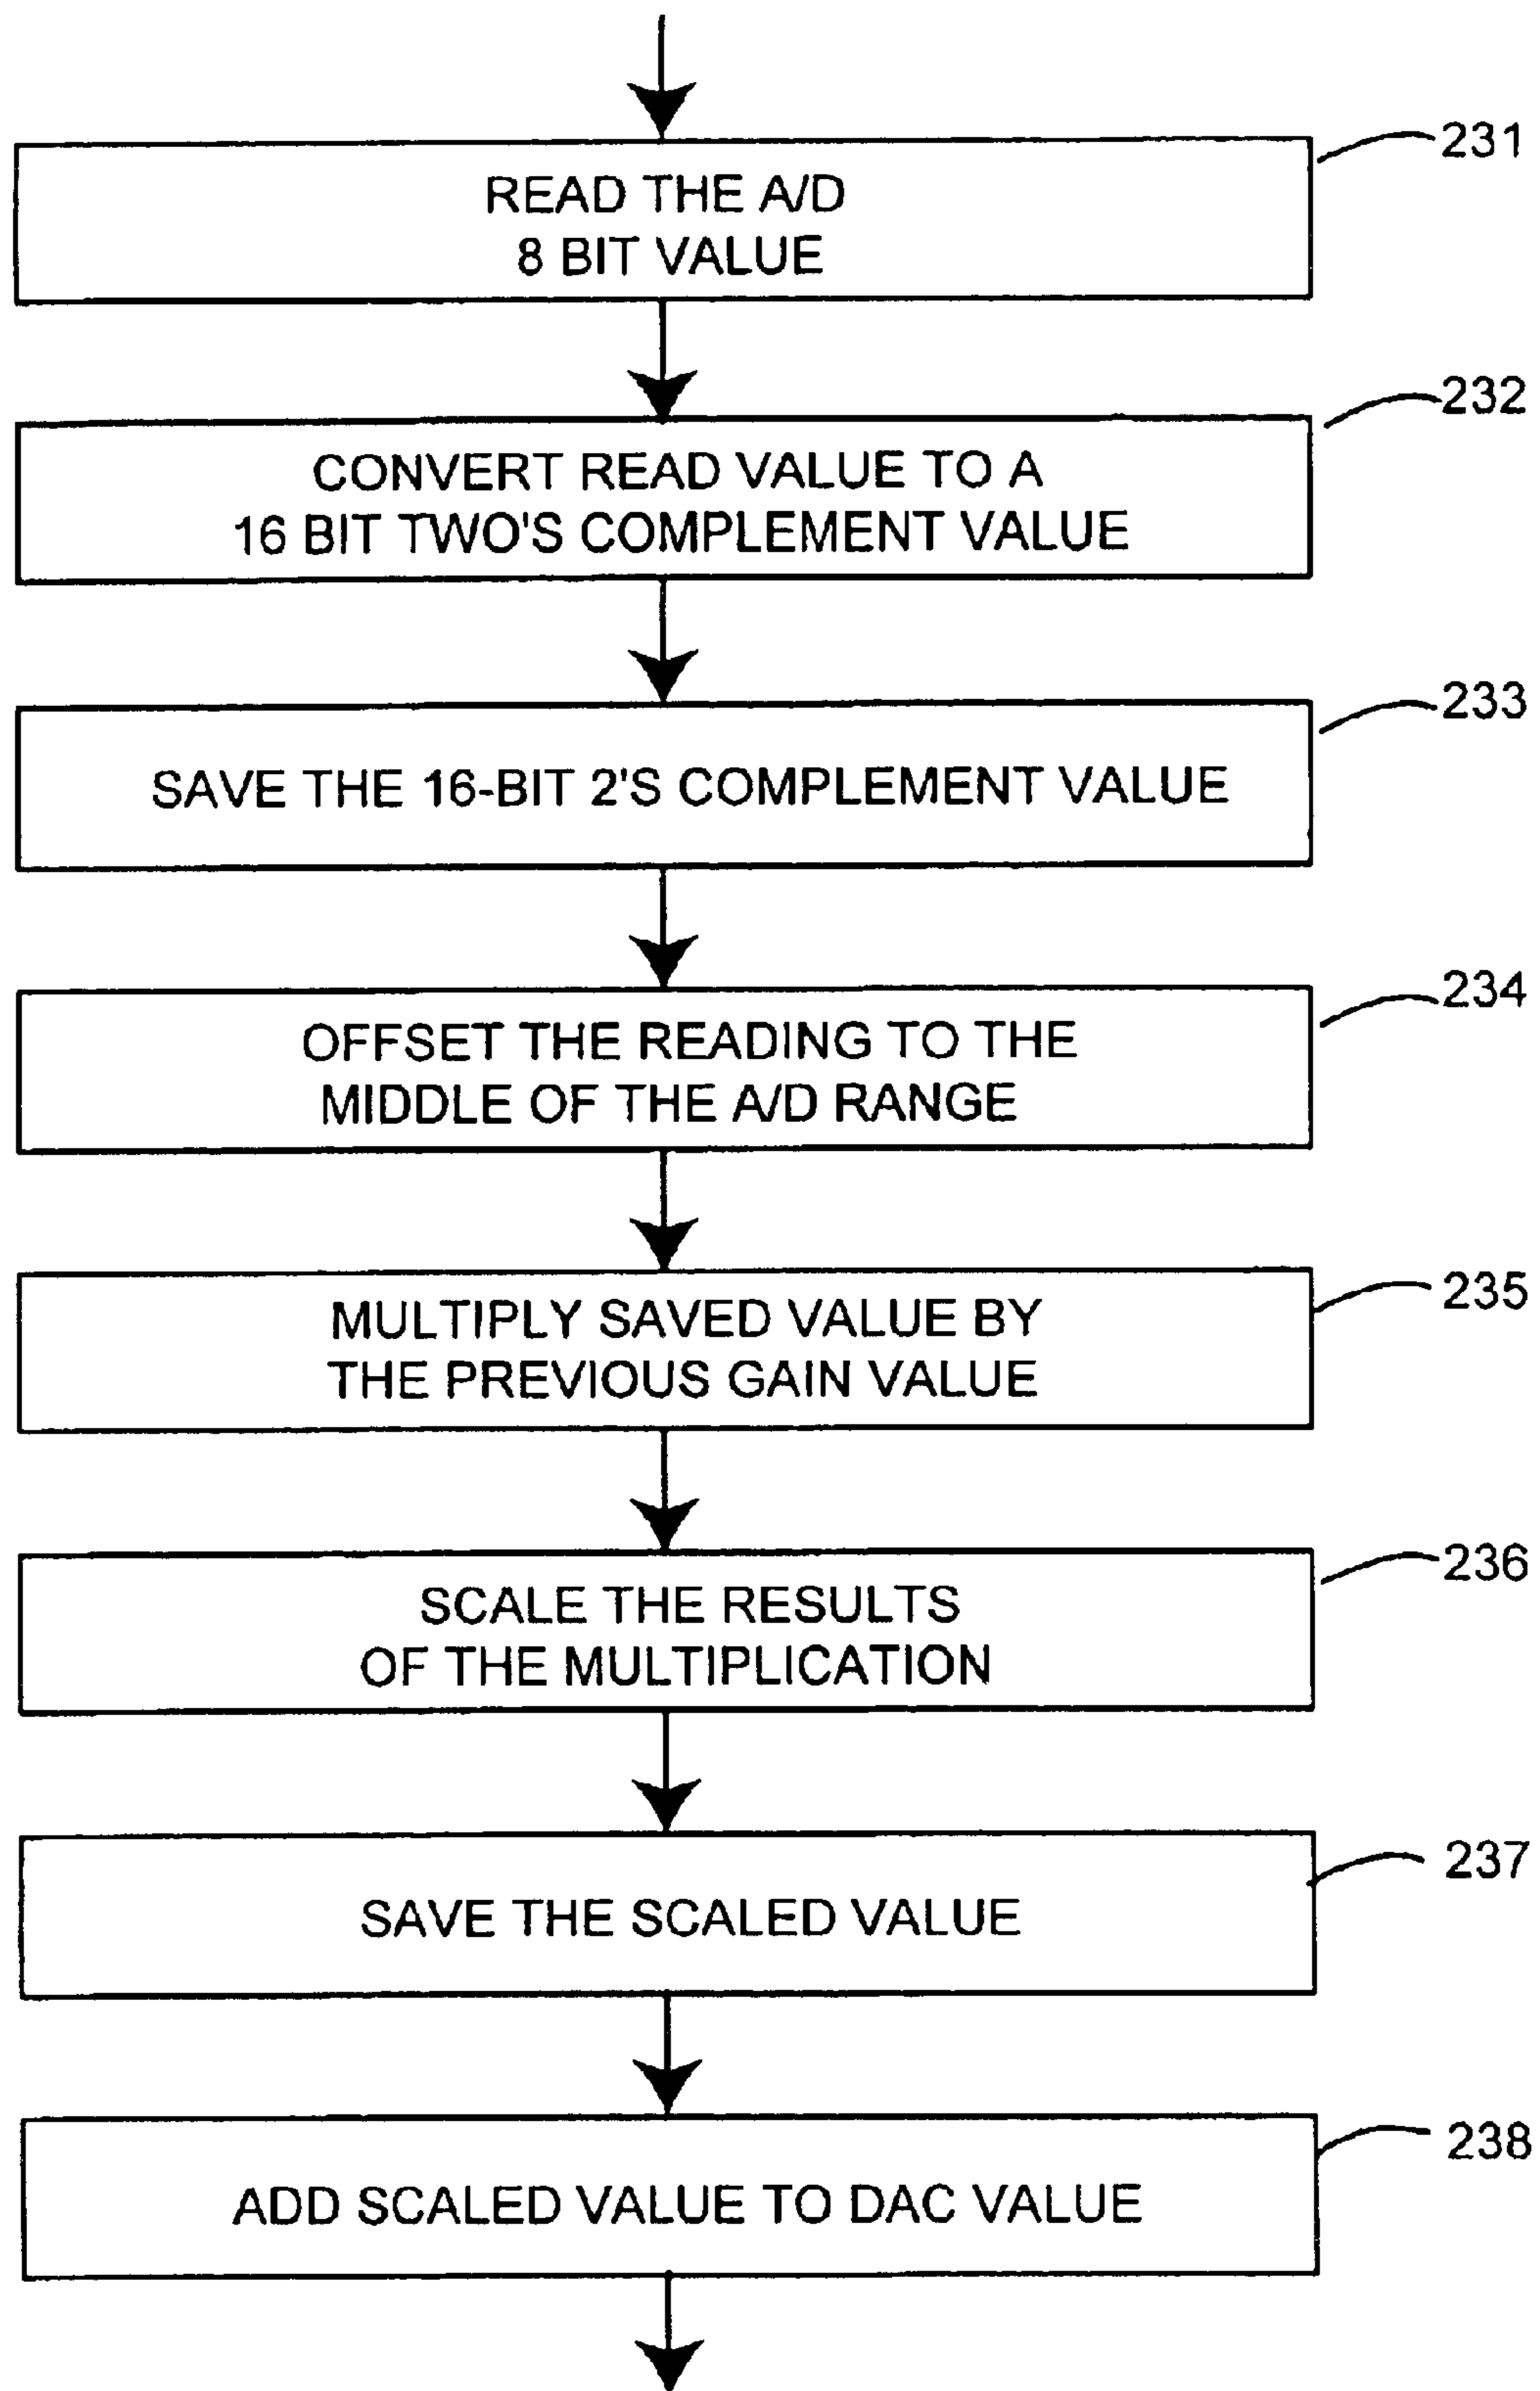 231
READ THE A/D
8 BIT VALUE
232
CONVERT READ VALUE TO A
16 BIT TWO'S COMPLEMENT VALUE
233
SAVE THE 16-BIT 2'S COMPLEMENT VALUE
234
OFFSET THE READING TO THE
MIDDLE OF THE A/D RANGE
235
MULTIPLY SAVED VALUE BY
THE PREVIOUS GAIN VALUE
236
SCALE THE RESULTS
OF THE MULTIPLICATION
237
SAVE THE SCALED VALUE
238
ADD SCALED VALUE TO DAC VALUE